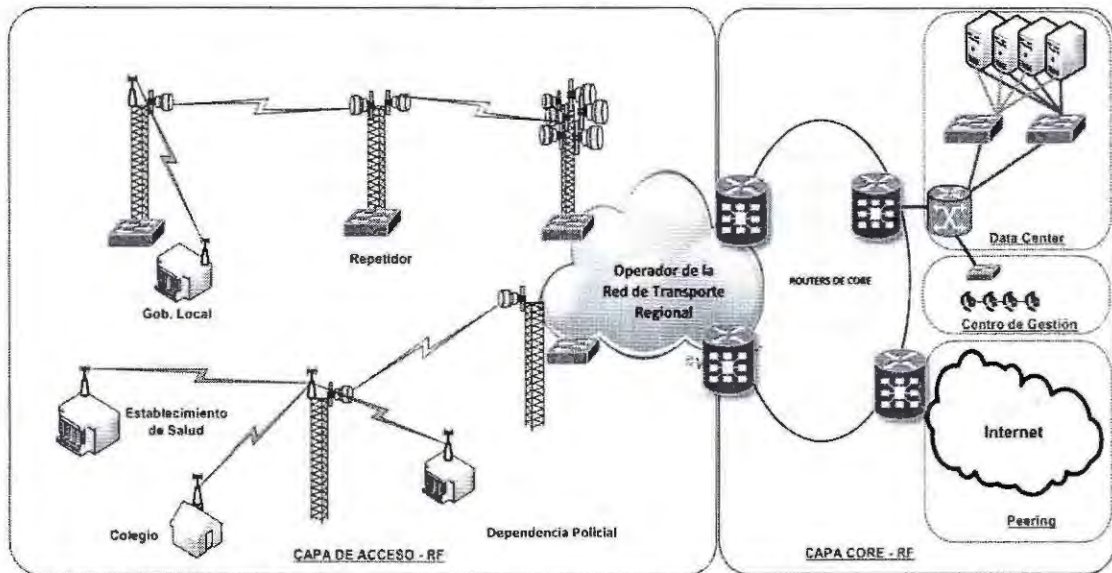 Repetidor
Gob. Local
Establecimiento
de Salud
Colegio
Dependencia Policial
CAPA DE ACCESO - RF
Operador de la
Red de Transporte
Regional
ROUTERS DE CORE
Data Center
Centro de Gestión
Internet
Peering
CAPA CORE - RF